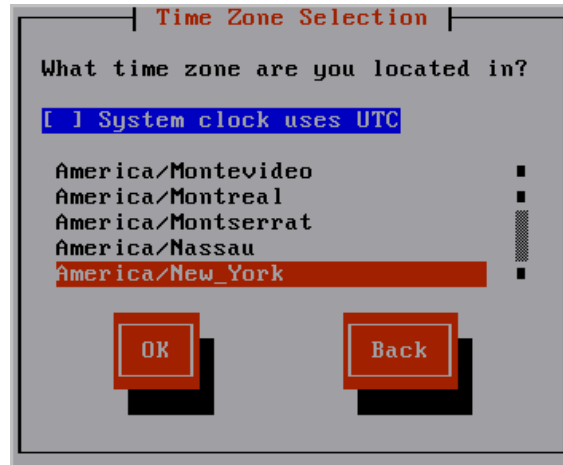 Time Zone Selection
What time zone are you located in?
[ ] System clock uses UTC
America/Montevideo
America/Montreal
America/Montserrat
America/Nassau
America/New_York
OK Back